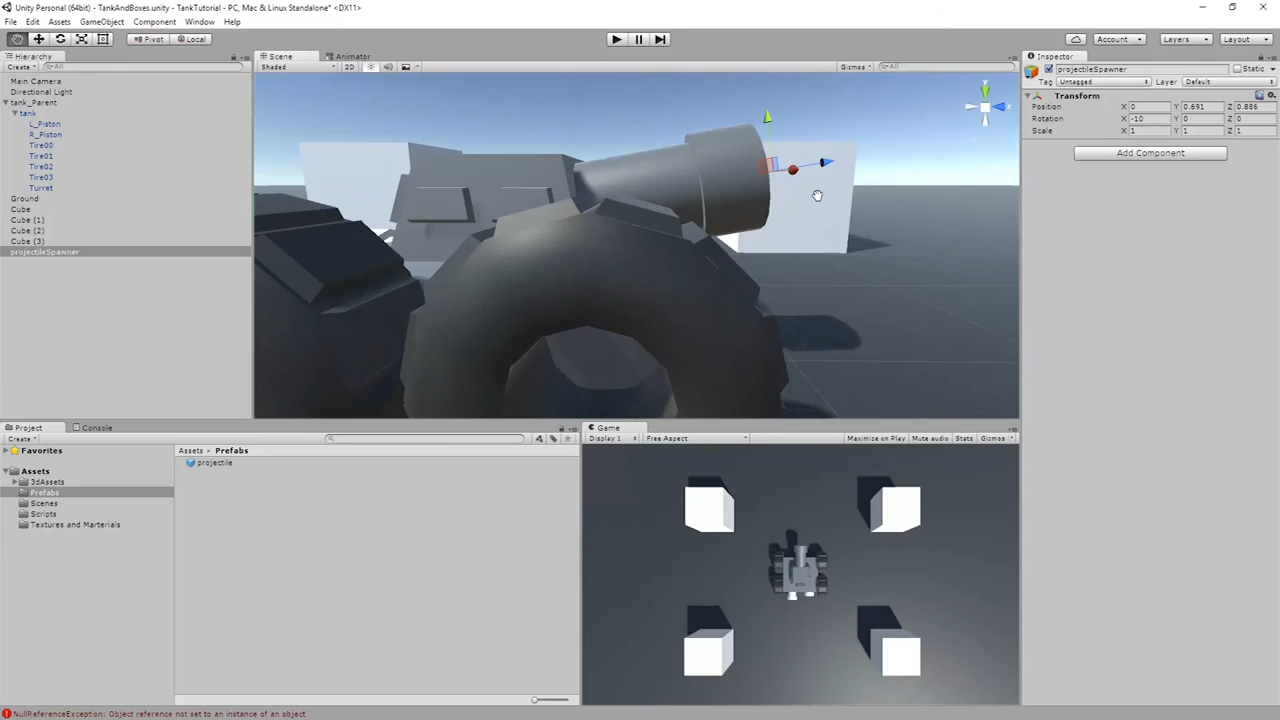 Unity Personal (64bit) - TankAndBoxes.unity - TankTutorial - PC, Mac & Linux Standalone* <DX11>
File Edit Assets GameObject Component Window Help
Pivot Local Account Layers Layout
Hierarchy Scene Animator Inspector
Create All Shaded 2D Gizmos All projectileSpawner Static
Tag Untagged Layer Default
Main Camera
Directional Light
tank_Parent
tank
L_Piston
R_Piston
Tire00
Tire01
Tire02
Tire03
Turret
Ground
Cube
Cube (1)
Cube (2)
Cube (3)
projectileSpawner
y
z
Transform
Position X 0 Y 0.691 Z 0.886
Rotation X -10 Y 0 Z 0
Scale X 1 Y 1 Z 1
Add Component
Project Console
Create
Favorites
Assets
3dAssets
Prefabs
Scenes
Scripts
Textures and Marterials
Assets Prefabs
projectile
Game
Display 1 Free Aspect Maximize on Play Mute audio Stats Gizmos
NullReferenceException: Object reference not set to an instance of an object